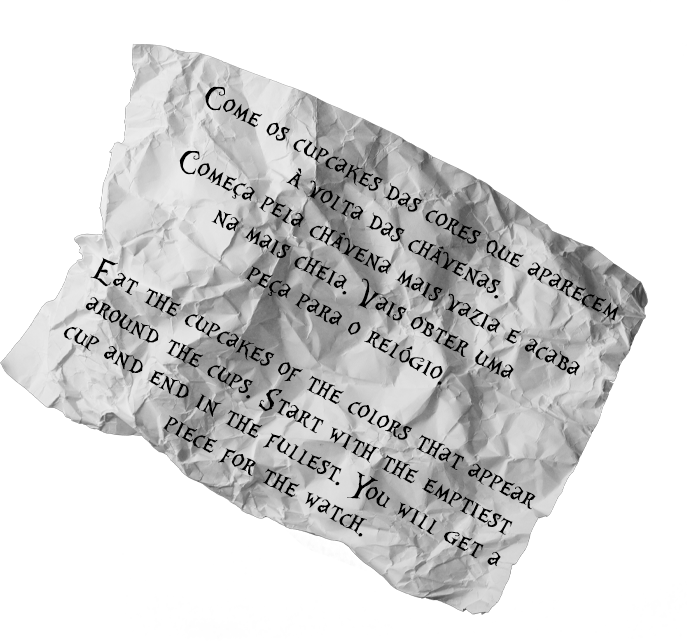 Come os cupcakes das cores que aparecem
à volta das chávenas.
Começa pela chávena mais vazia e acaba
na mais cheia. Vais obter uma
peça para o relógio.
Eat the cupcakes of the colors that appear
around the cups. Start with the emptiest
cup and end in the fullest. You will get a
piece for the watch.